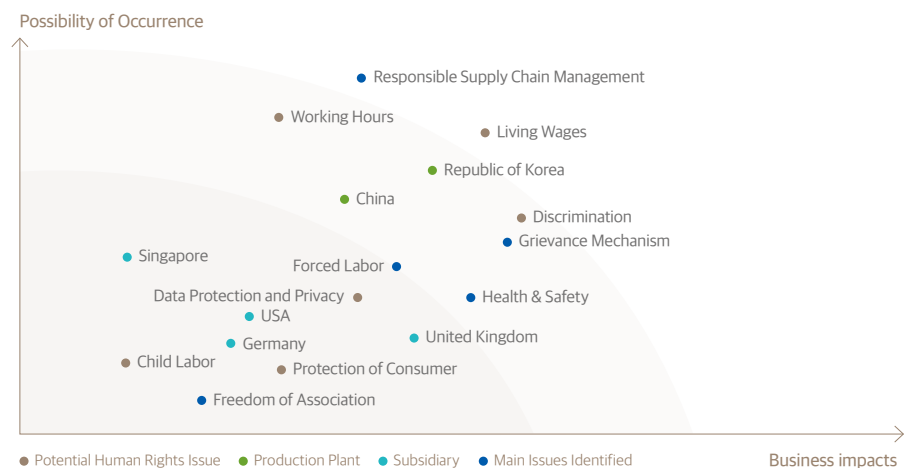 Possibility of Occurrence
Responsible Supply Chain Management
Working Hours
Living Wages
Republic of Korea
China
Discrimination
Grievance Mechanism
Singapore
Forced Labor
Data Protection and Privacy
Health & Safety
USA
United Kingdom
Germany
Child Labor
Protection of Consumer
Freedom of Association
Potential Human Rights Issue Production Plant Subsidiary Main Issues Identified
Business impacts